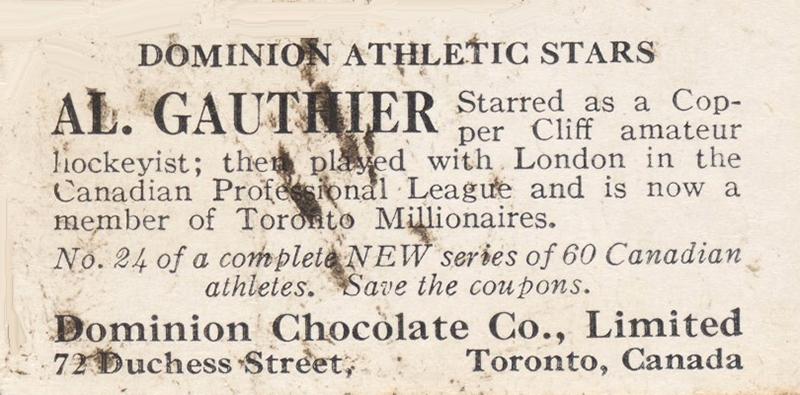 DOMINION ATHLETIC STARS
AL. GAUTHIER Starred as a Cop-
per Cliff amateur
hockeyist; then played with London in the
Canadian Professional League and is now a
member of Toronto Millionaires.
No. 24 of a complete NEW series of 60 Canadian
athletes. Save the coupons.
Dominion Chocolate Co., Limited
72 Duchess Street, Toronto, Canada